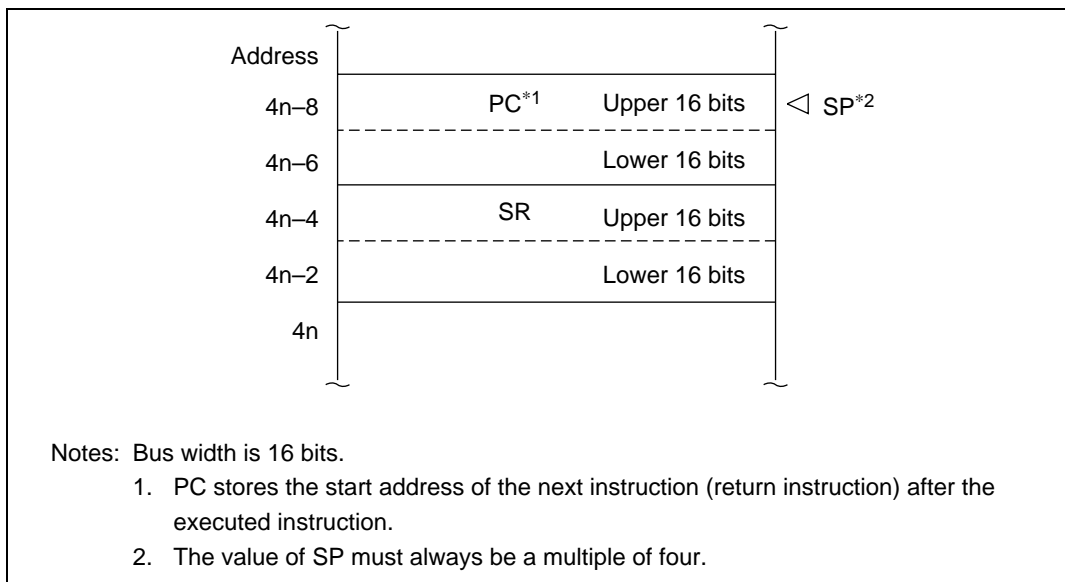 Address
4n–8 PC*1 Upper 16 bits SP*2
4n–6 Lower 16 bits
4n–4 SR Upper 16 bits
4n–2 Lower 16 bits
4n
Notes: Bus width is 16 bits.
1. PC stores the start address of the next instruction (return instruction) after the
executed instruction.
2. The value of SP must always be a multiple of four.